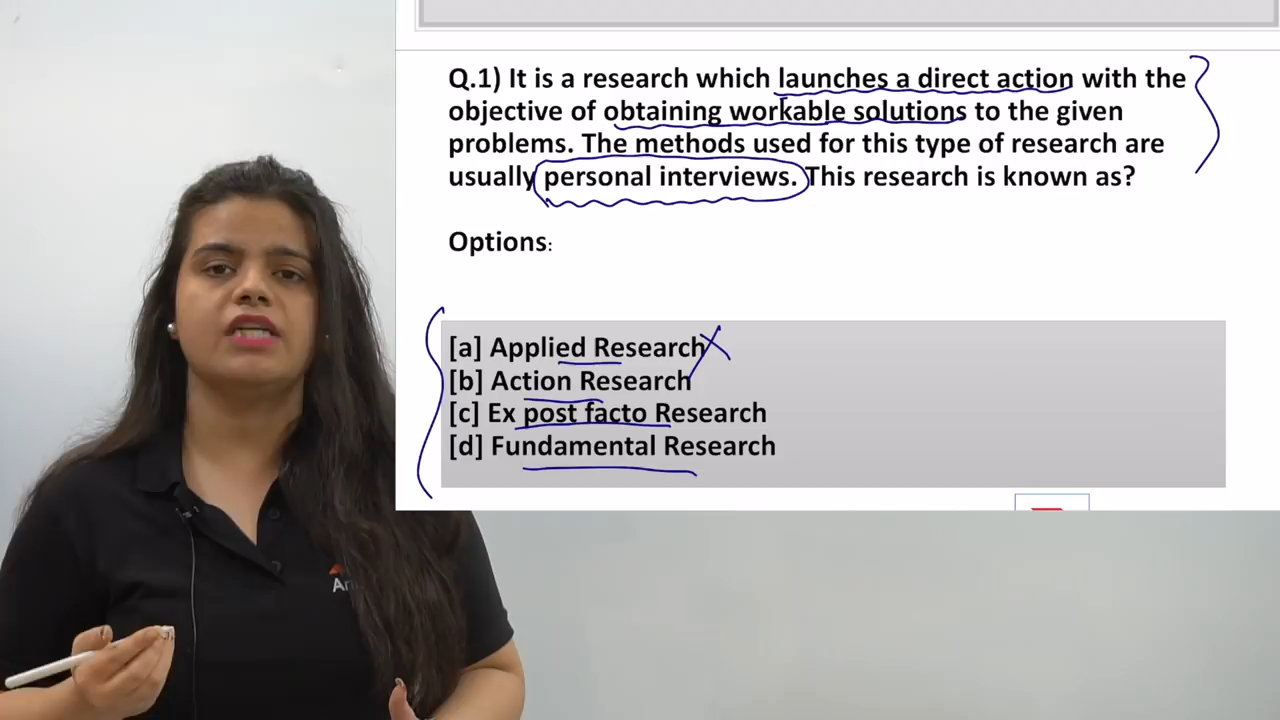 Q.1) It is a research which launches a direct action with the
objective of obtaining workable solutions to the given
problems. The methods used for this type of research are
usually personal interviews. This research is known as?
Options:
[a] Applied Research
[b] Action Research
[c] Ex post facto Research
[d] Fundamental Research